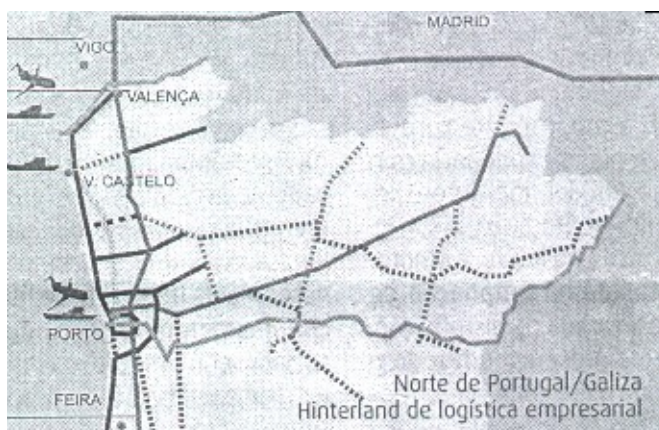 MADRID
VIGO
VALENÇA
V. CASTELO
PORTO
FEIRA
Norte de Portugal/Galiza
Hinterland de logística empresarial